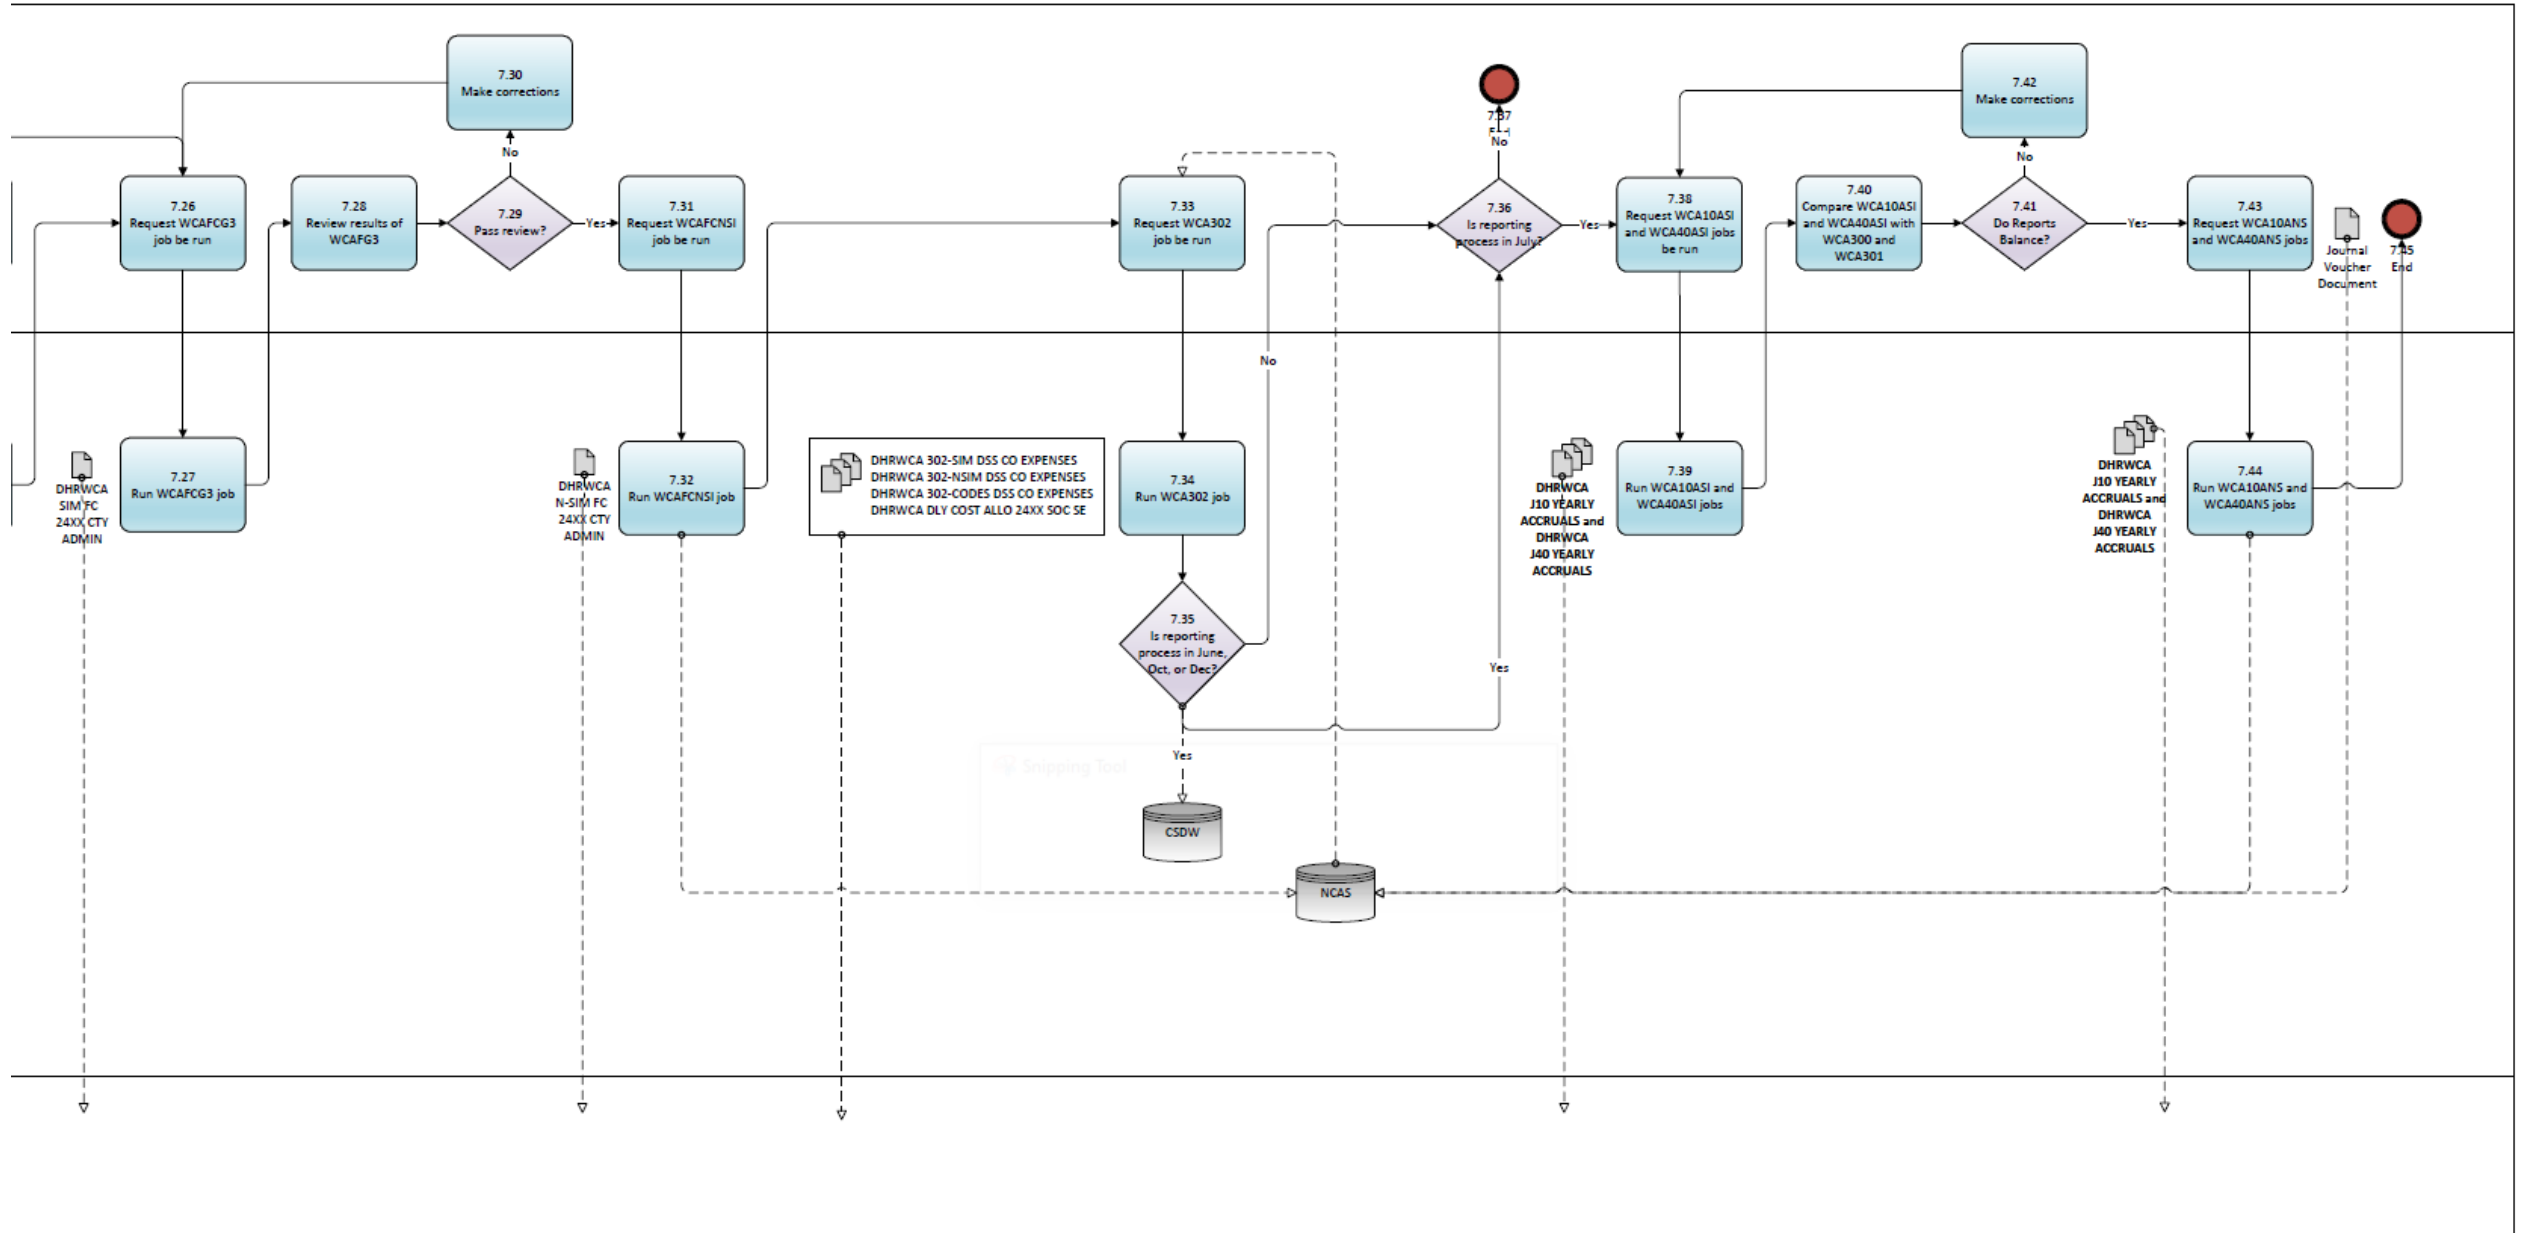 7.30
Make corrections
No
7.26
Request WCAFCG3
job be run
7.28
Review results of
WCAFG3
7.29
Pass review?
Yes
7.31
Request WCAFCNSI
job be run
7.33
Request WCA302
job be run
7.37
No
7.36
Is reporting
process in July?
Yes
7.38
Request WCA10ASI
and WCA40ASI jobs
be run
7.40
Compare WCA10ASI
and WCA40ASI with
WCA300 and
WCA301
7.42
Make corrections
No
7.41
Do Reports
Balance?
Yes
7.43
Request WCA10ANS
and WCA40ANS jobs
Journal
Voucher
Document
7.45
End
DHRWCA
SIM FC
24XX CTY
ADMIN
7.27
Run WCAFCG3 job
DHRWCA
N-SIM FC
24XX CTY
ADMIN
7.32
Run WCAFCNSI job
DHRWCA 302-SIM DSS CO EXPENSES
DHRWCA 302-NSIM DSS CO EXPENSES
DHRWCA 302-CODES DSS CO EXPENSES
DHRWCA DLY COST ALLO 24XX SOC SE
7.34
Run WCA302 job
No
7.35
Is reporting
process in June,
Oct, or Dec?
Yes
Yes
Snipping Tool
CSDW
NCAS
DHRWCA
J10 YEARLY
ACCRUALS and
DHRWCA
J40 YEARLY
ACCRUALS
7.39
Run WCA10ASI and
WCA40ASI jobs
DHRWCA
J10 YEARLY
ACCRUALS and
DHRWCA
J40 YEARLY
ACCRUALS
7.44
Run WCA10ANS and
WCA40ANS jobs